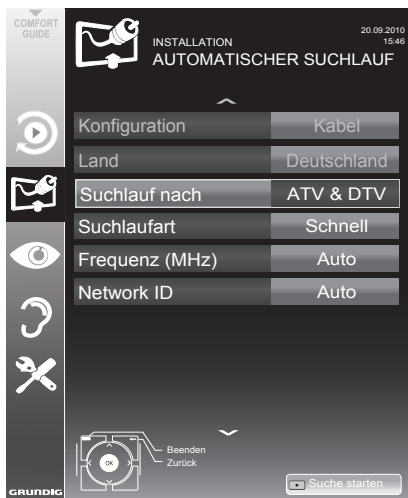 COMFORT
GUIDE
INSTALLATION
AUTOMATISCHER SUCHLAUF
20.09.2010
15:46
Konfiguration Kabel
Land Deutschland
Suchlauf nach ATV & DTV
Suchlaufart Schnell
Frequenz (MHz) Auto
Network ID Auto
OK
Beenden
Zurück
Suche starten
GRUNDIG